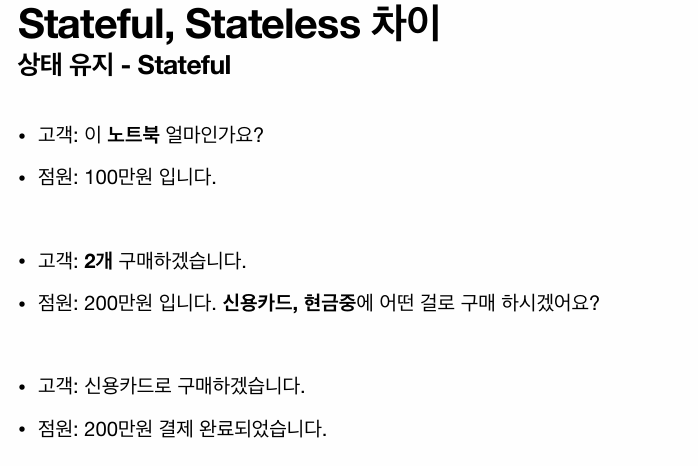 Stateful, Stateless 차이
상태 유지 - Stateful
• 고객: 이 노트북 얼마인가요?
• 점원: 100만원 입니다.
• 고객: 2개 구매하겠습니다.
• 점원: 200만원 입니다. 신용카드, 현금중에 어떤 걸로 구매 하시겠어요?
• 고객: 신용카드로 구매하겠습니다.
• 점원: 200만원 결제 완료되었습니다.